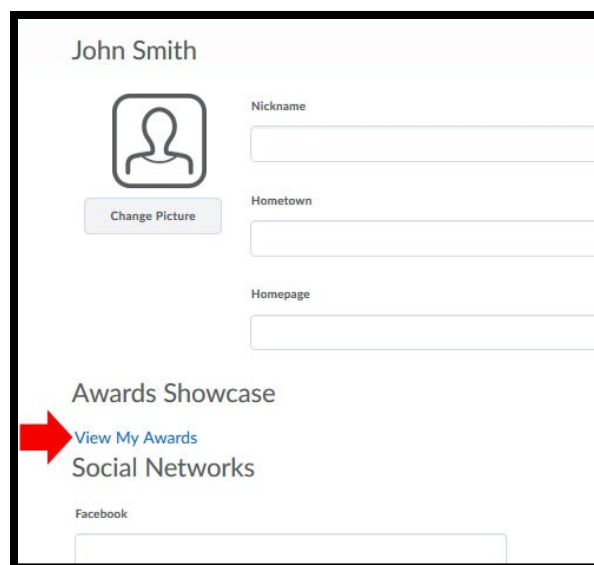 John Smith
Nickname
Change Picture
Hometown
Homepage
Awards Showcase
View My Awards
Social Networks
Facebook